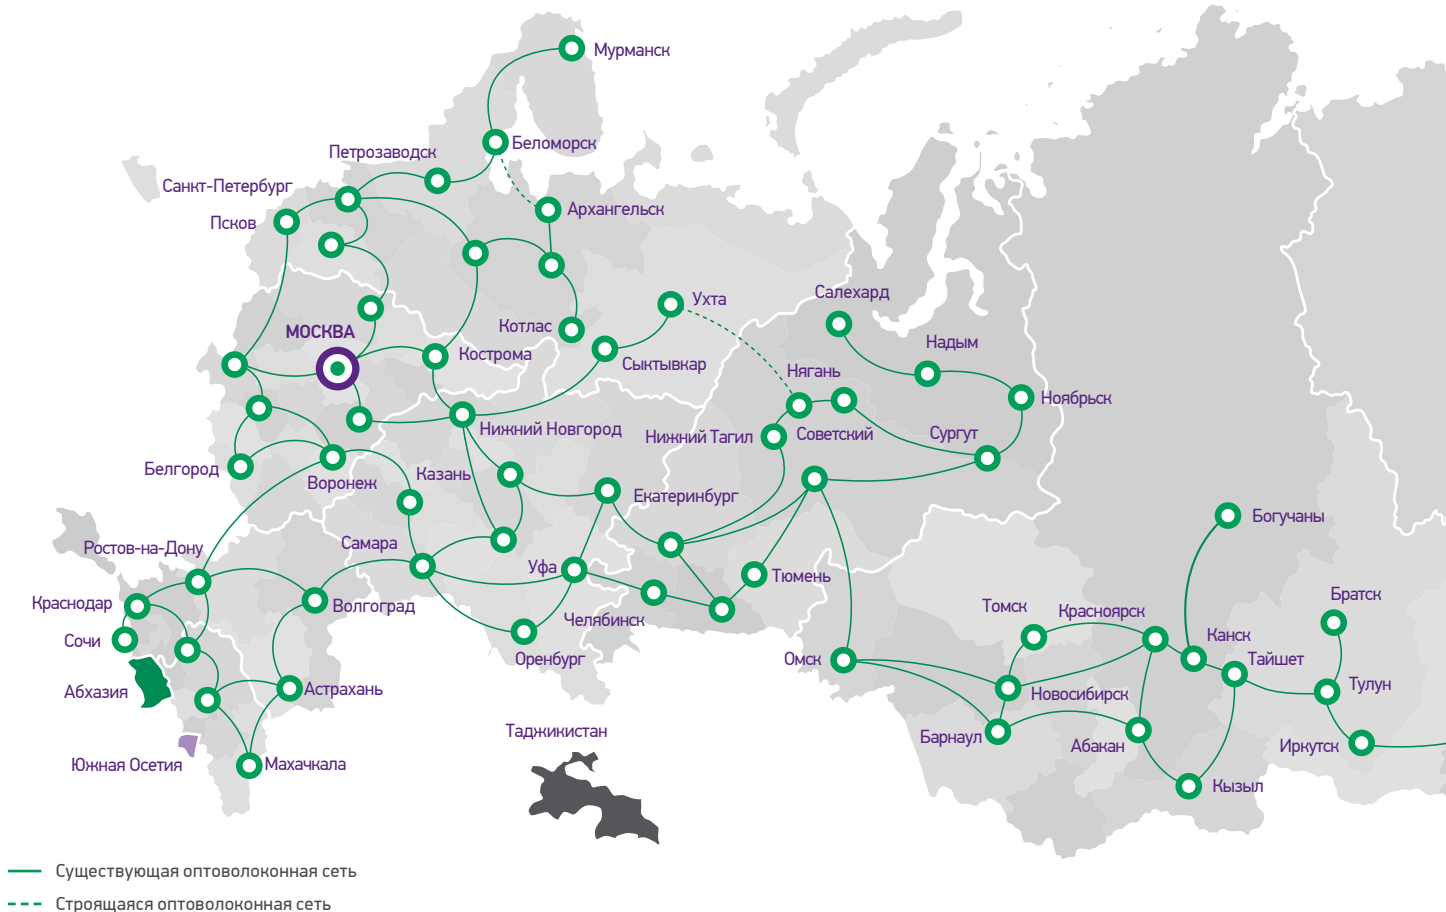 Мурманск
Беломорск
Петрозаводск
Санкт-Петербург
Псков
Архангельск
МОСКВА
Котлас
Кострома
Ухта
Сыктывкар
Салехард
Надым
Нягань
Ноябрьск
Нижний Новгород
Нижний Тагил
Советский
Сургут
Белгород
Воронеж
Казань
Екатеринбург
Богучаны
Ростов-на-Дону
Самара
Уфа
Тюмень
Краснодар
Волгоград
Челябинск
Томск
Красноярск
Братск
Сочи
Оренбург
Омск
Канск
Тайшет
Абхазия
Астрахань
Новосибирск
Тулун
Таджикистан
Барнаул
Абакан
Иркутск
Южная Осетия
Махачкала
Кызыл
Существующая оптоволоконная сеть
Строящаяся оптоволоконная сеть